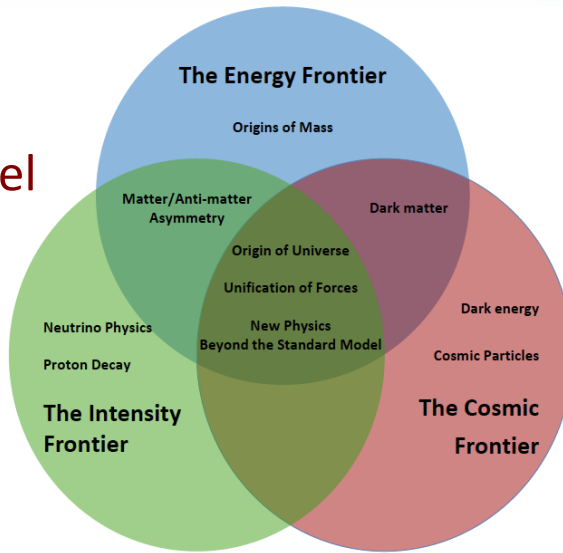 The Energy Frontier
Origins of Mass
el
Matter/Anti-matter
Asymmetry
Dark matter
Origin of Universe
Unification of Forces
New Physics
Beyond the Standard Model
Neutrino Physics
Proton Decay
The Intensity
Frontier
Dark energy
Cosmic Particles
The Cosmic
Frontier